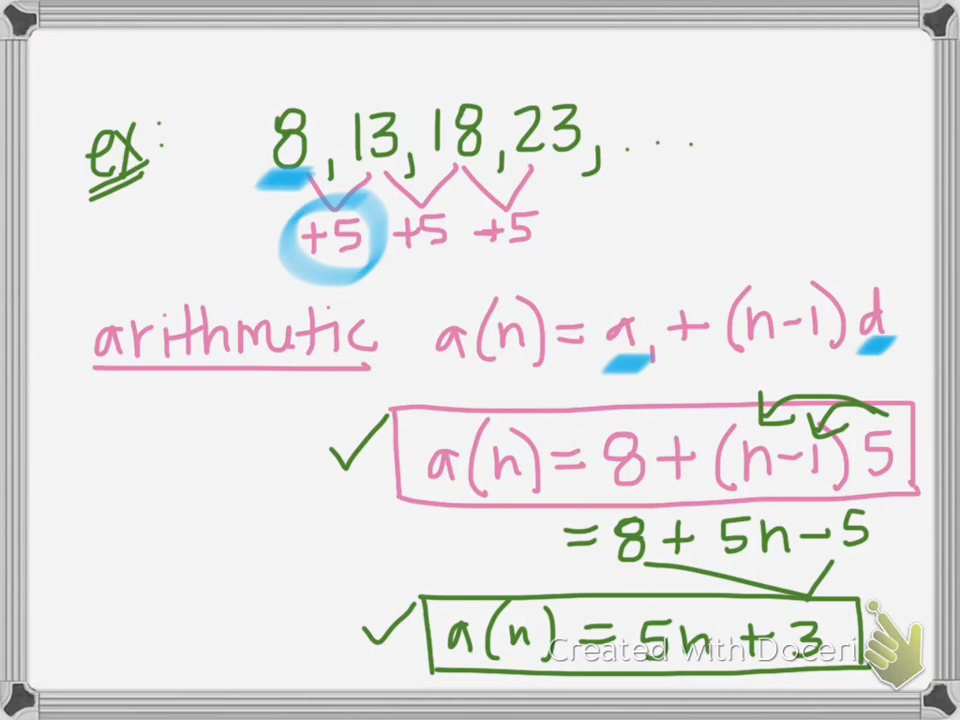 ex: 8, 13, 18, 23, ...
+5 +5 +5
arithmetic a(n) = a₁ + (n-1)d
a(n) = 8 + (n-1)5
= 8 + 5n - 5
a(n) = 5n + 3
Created with Doceri